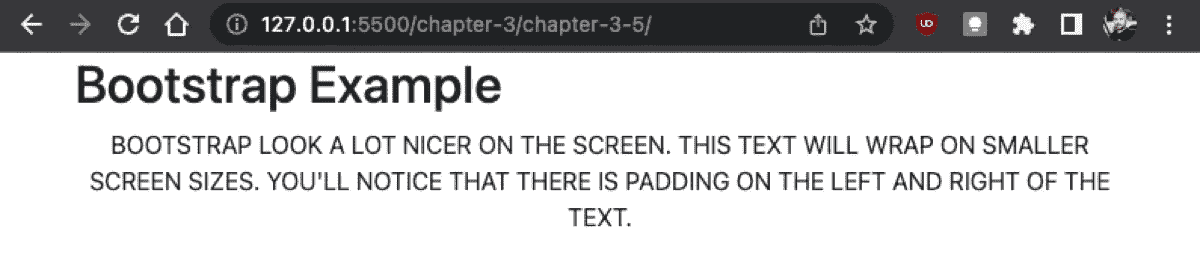 127.0.0.1:5500/chapter-3/chapter-3-5/
Bootstrap Example
BOOTSTRAP LOOK A LOT NICER ON THE SCREEN. THIS TEXT WILL WRAP ON SMALLER
SCREEN SIZES. YOU'LL NOTICE THAT THERE IS PADDING ON THE LEFT AND RIGHT OF THE
TEXT.